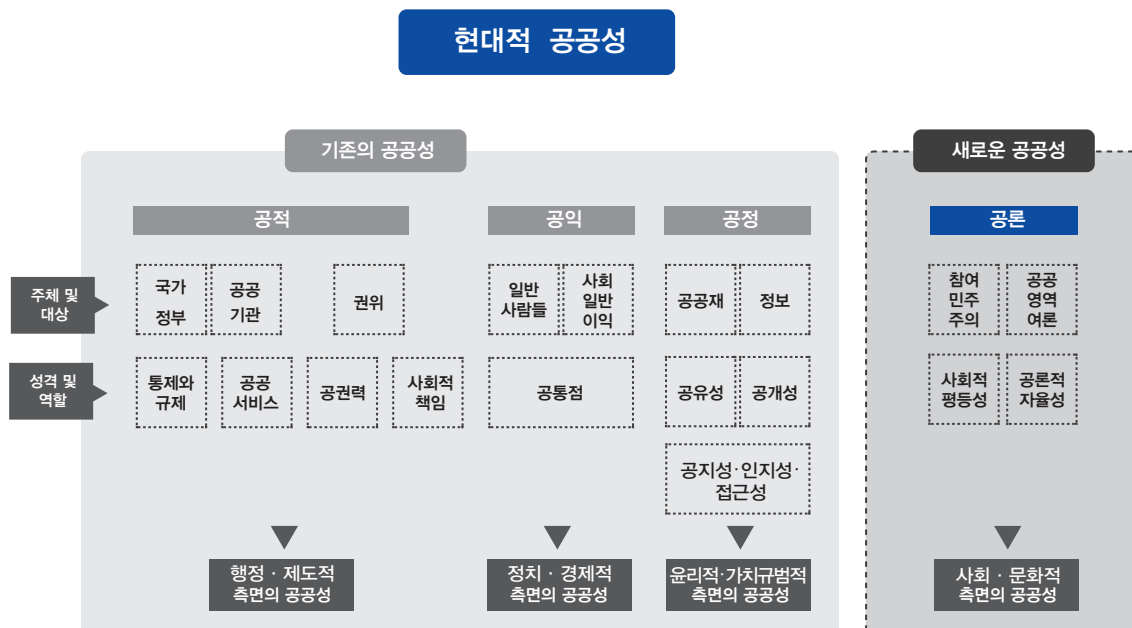 현대적 공공성
기존의 공공성
새로운 공공성
공적
공익
공정
공론
주체 및
대상
국가
정부
공공
기관
권위
일반
사람들
사회
일반
이익
공공재
정보
참여
민주
주의
공공
영역
여론
성격 및
역할
통제와
규제
공공
서비스
공권력
사회적
책임
공통점
공유성
공개성
사회적
평등성
공론적
자율성
공지성·인지성·
접근성
행정 · 제도적
측면의 공공성
정치 · 경제적
측면의 공공성
윤리적·가치규범적
측면의 공공성
사회 · 문화적
측면의 공공성